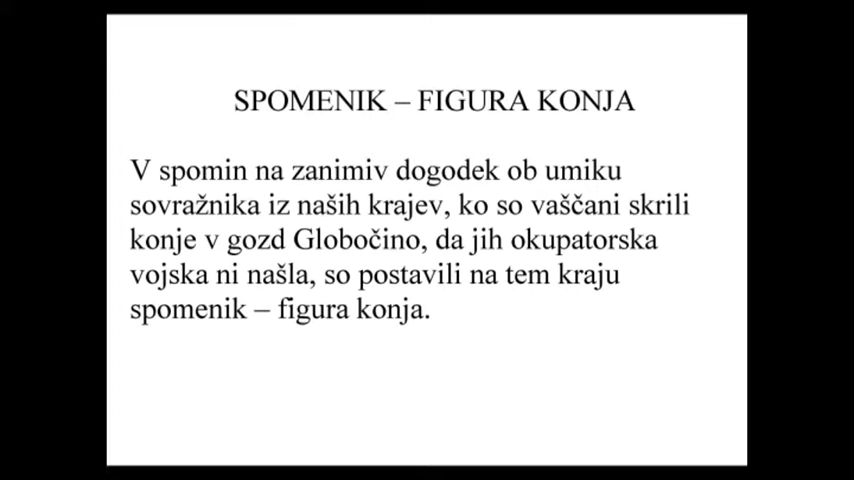 SPOMENIK – FIGURA KONJA
V spomin na zanimiv dogodek ob umiku
sovražnika iz naših krajev, ko so vaščani skrili
konje v gozd Globočino, da jih okupatorska
vojska ni našla, so postavili na tem kraju
spomenik – figura konja.